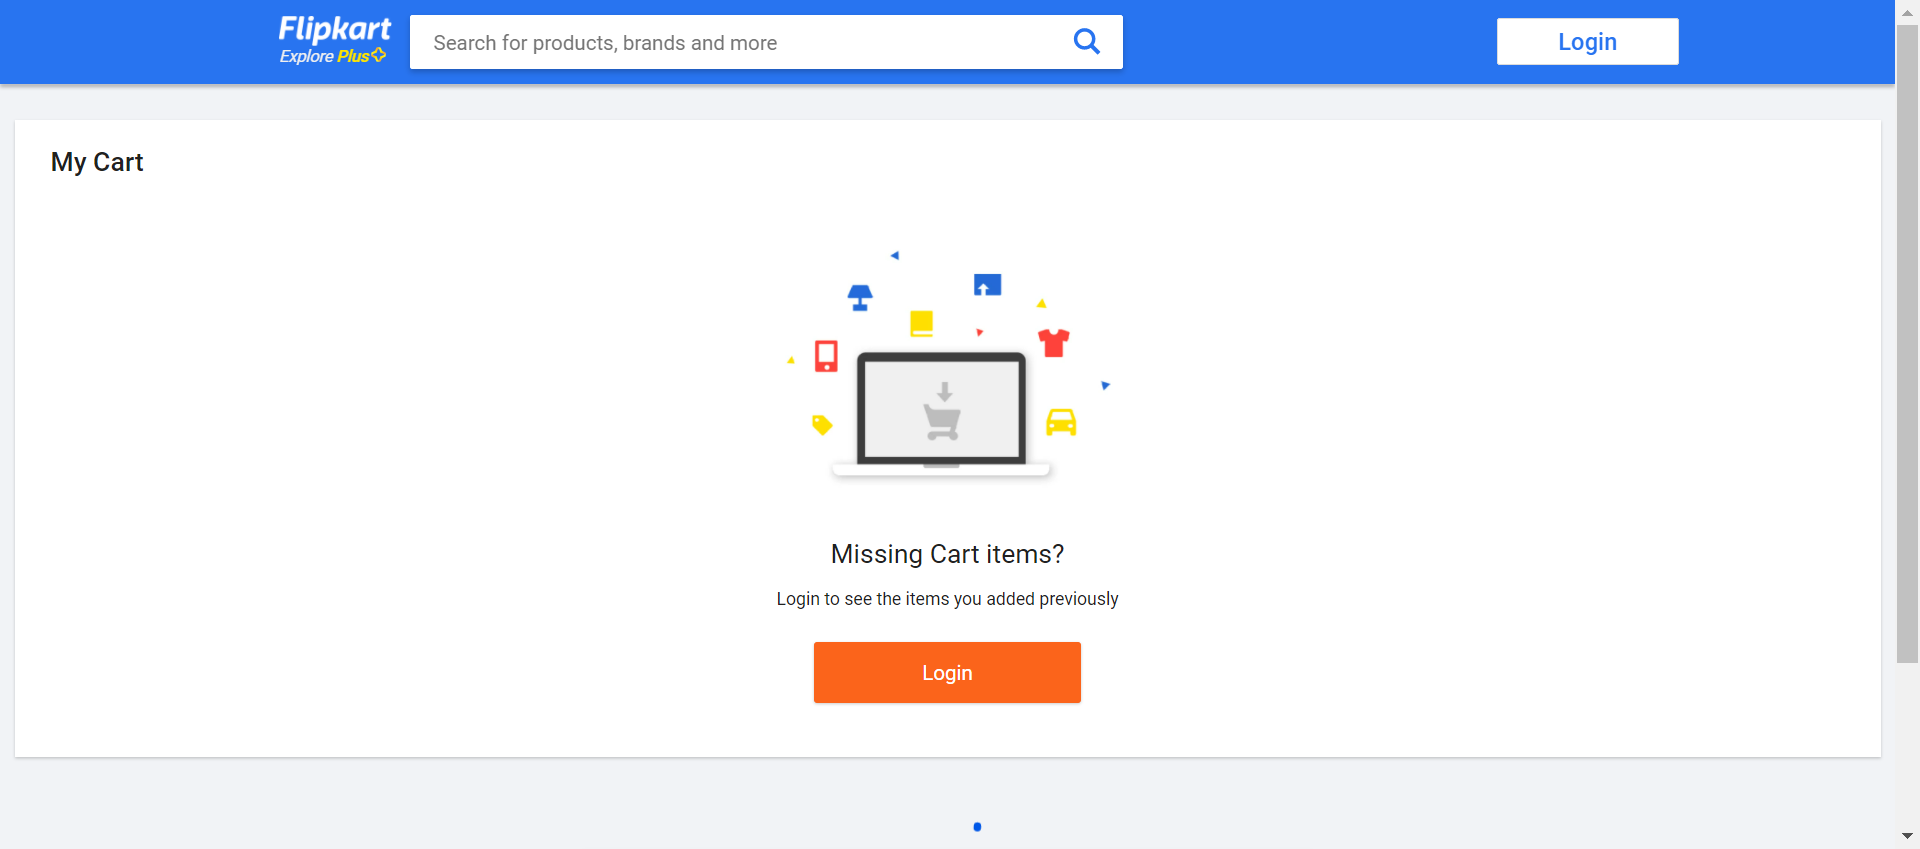 Flipkart
Explore Plus
Search for products, brands and more
Login
My Cart
Missing Cart items?
Login to see the items you added previously
Login